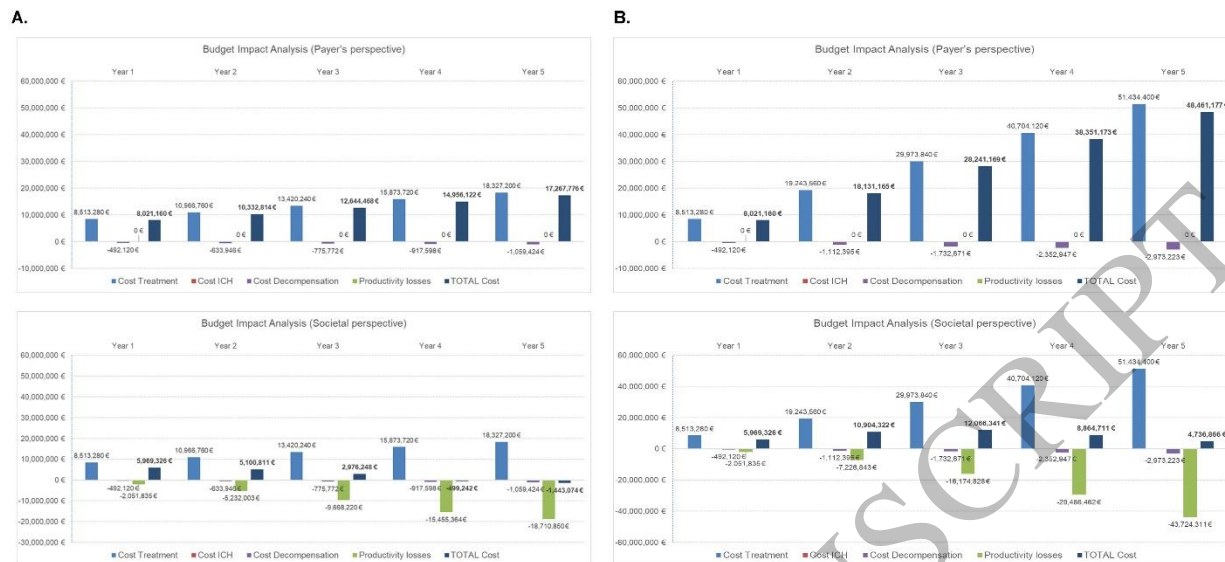 A.
B.
Budget Impact Analysis (Payer's perspective)
Year 1 Year 2 Year 3 Year 4 Year 5
60,000,000 €
50,000,000 €
40,000,000 €
30,000,000 €
20,000,000 €
10,000,000 €
0 €
-10,000,000 €
8,513,280 € 0 € 8,021,160 € -492,120 €
10,966,760 € 0 € 10,332,814 € -633,946 €
13,420,240 € 0 € 12,644,468 € -775,772 €
15,873,720 € 0 € 14,956,122 € -917,598 €
18,327,200 € 0 € 17,267,776 € -1,059,424 €
Cost Treatment Cost ICH Cost Decompensation Productivity losses TOTAL Cost
Budget Impact Analysis (Payer's perspective)
Year 1 Year 2 Year 3 Year 4 Year 5
50,000,000 €
40,000,000 €
30,000,000 €
20,000,000 €
10,000,000 €
0 €
-10,000,000 €
8,513,280 € 0 € 8,021,160 € -492,120 €
19,243,560 € 0 € 18,131,165 € -1,112,395 €
29,973,840 € 0 € 28,241,169 € -1,732,671 €
40,704,120 € 0 € 38,351,173 € -2,352,947 €
51,434,400 € 0 € 48,461,177 € -2,973,223 €
Cost Treatment Cost ICH Cost Decompensation Productivity losses TOTAL Cost
Budget Impact Analysis (Societal perspective)
Year 1 Year 2 Year 3 Year 4 Year 5
60,000,000 €
50,000,000 €
40,000,000 €
30,000,000 €
20,000,000 €
10,000,000 €
0 €
-10,000,000 €
-20,000,000 €
-30,000,000 €
8,513,280 € 5,969,326 € -492,120 € -2,051,835 €
10,966,760 € 5,100,811 € -633,946 € -5,232,003 €
13,420,240 € 2,976,248 € -775,772 € -9,668,220 €
15,873,720 € -917,598 € -499,242 € -15,455,364 €
18,327,200 € -1,059,424 € -1,443,074 € -18,710,850 €
Cost Treatment Cost ICH Cost Decompensation Productivity losses TOTAL Cost
Budget Impact Analysis (Societal perspective)
Year 1 Year 2 Year 3 Year 4 Year 5
60,000,000 €
40,000,000 €
20,000,000 €
0 €
-20,000,000 €
-40,000,000 €
-60,000,000 €
8,513,280 € 5,969,326 € -492,120 € -2,051,835 €
19,243,560 € 10,904,322 € -1,112,395 € -7,226,843 €
29,973,840 € 12,066,341 € -1,732,671 € -16,174,828 €
40,704,120 € 8,864,711 € -2,352,947 €
51,434,400 € 4,736,866 € -2,973,223 € -43,724,311 €
Cost Treatment Cost ICH Cost Decompensation Productivity losses TOTAL Cost